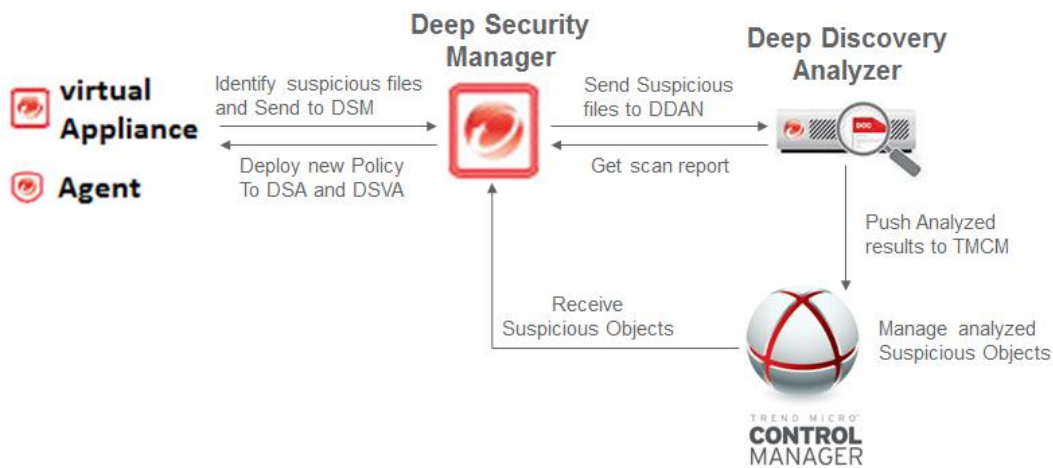 Deep Security
Manager
Deep Discovery
Analyzer
virtual
Appliance
Agent
Identify suspicious files
and Send to DSM
Deploy new Policy
To DSA and DSVA
Send Suspicious
files to DDAN
Get scan report
DOC
Push Analyzed
results to TMCM
Receive
Suspicious Objects
Manage analyzed
Suspicious Objects
TREND MICRO
CONTROL
MANAGER